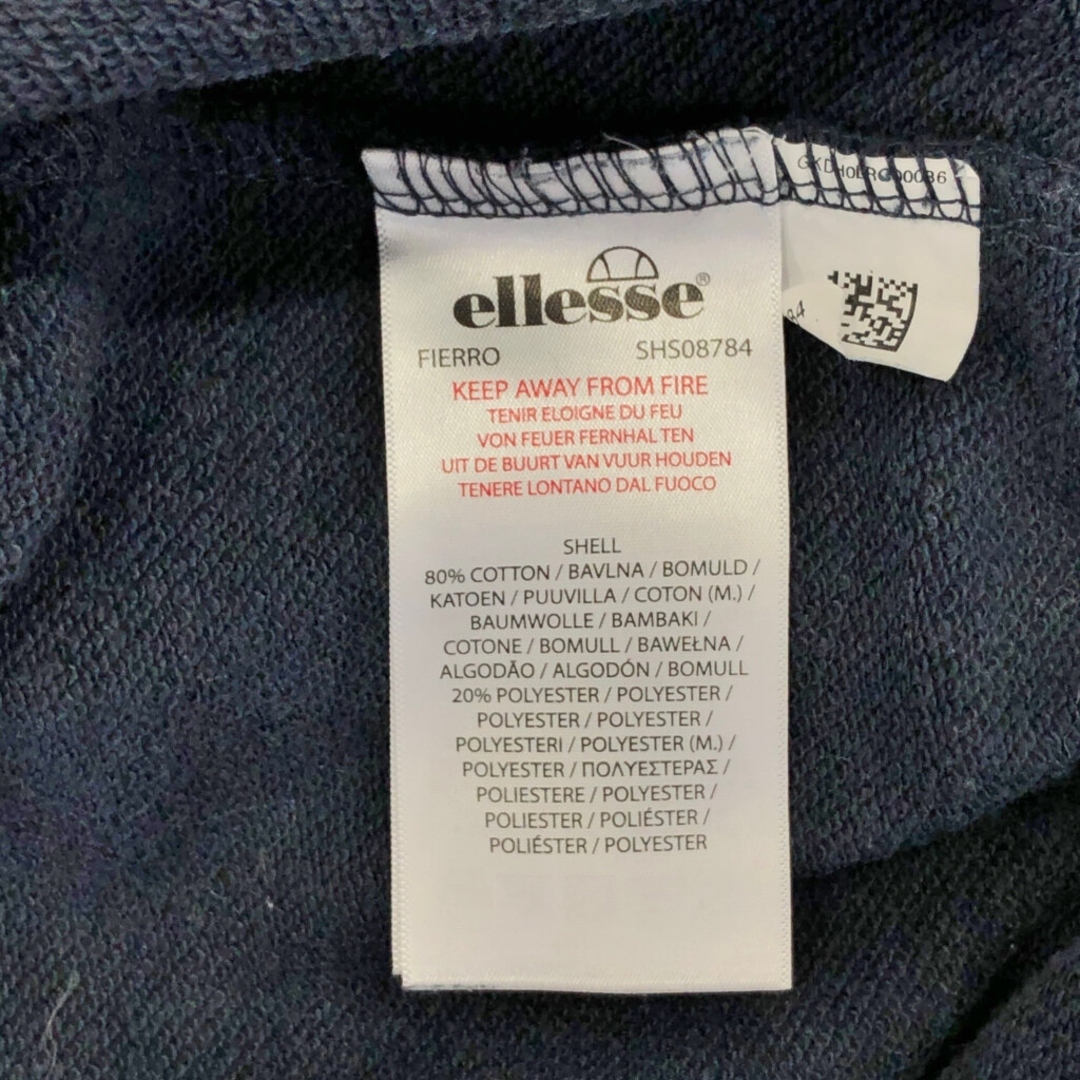 ellesse®
FIERRO SHS08784
KEEP AWAY FROM FIRE
TENIR ELOIGNE DU FEU
VON FEUER FERNHALTEN
UIT DE BUURT VAN VUUR HOUDEN
TENERE LONTANO DAL FUOCO
SHELL
80% COTTON / BAVLNA / BOMULD /
KATOEN / PUUVILLA / COTON (M.) /
BAUMWOLLE / BAMBAKI /
COTONE / BOMULL / BAWEŁNA /
ALGODÃO / ALGODÓN / BOMULL
20% POLYESTER / POLYESTER /
POLYESTER / POLYESTER /
POLYESTERI / POLYESTER (M.) /
POLYESTER / ΠΟΛΥΕΣΤΕΡΑΣ /
POLIESTERE / POLYESTER /
POLIESTER / POLIÉSTER /
POLIÉSTER / POLYESTER